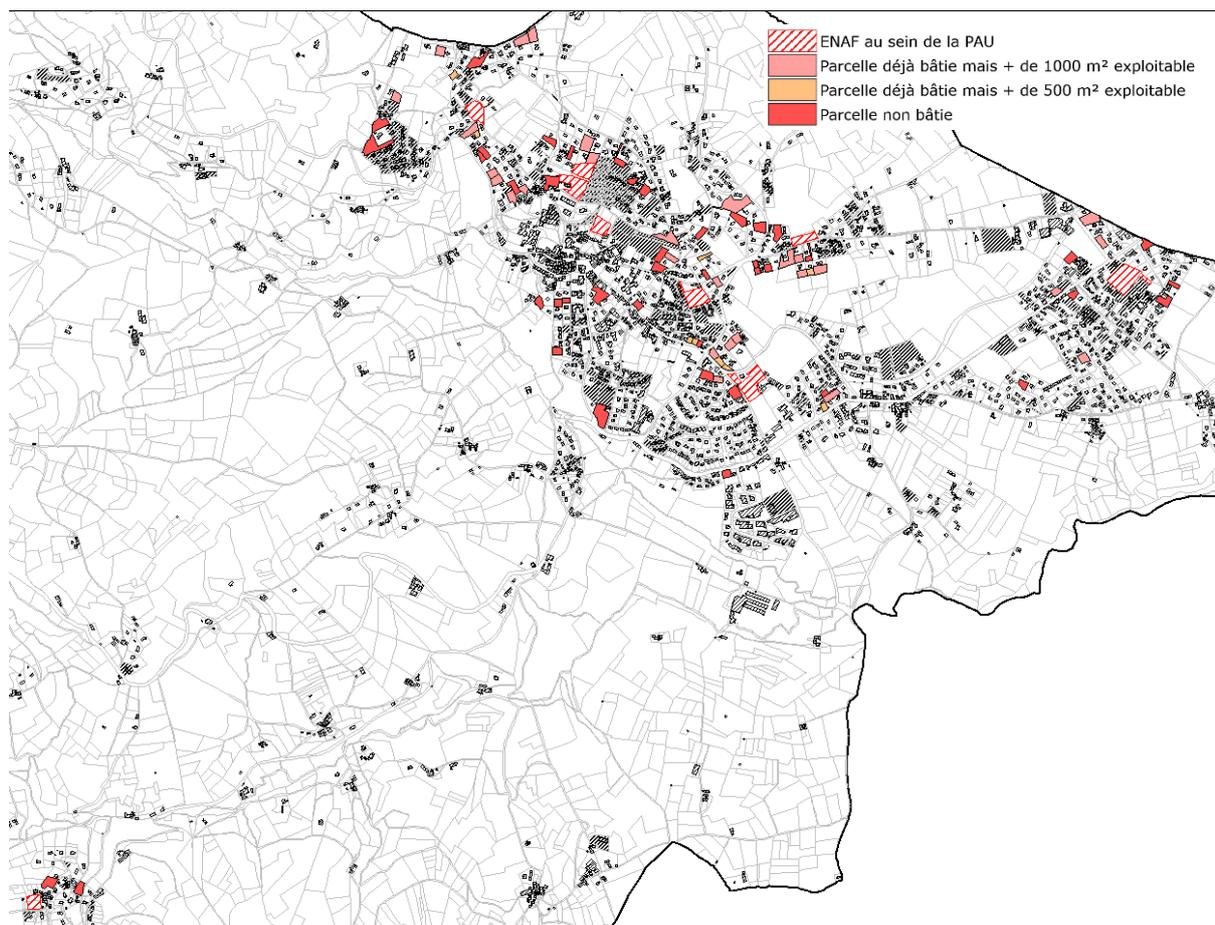 ENAF au sein de la PAU
Parcelle déjà bâtie mais + de 1000 m² exploitable
Parcelle déjà bâtie mais + de 500 m² exploitable
Parcelle non bâtie